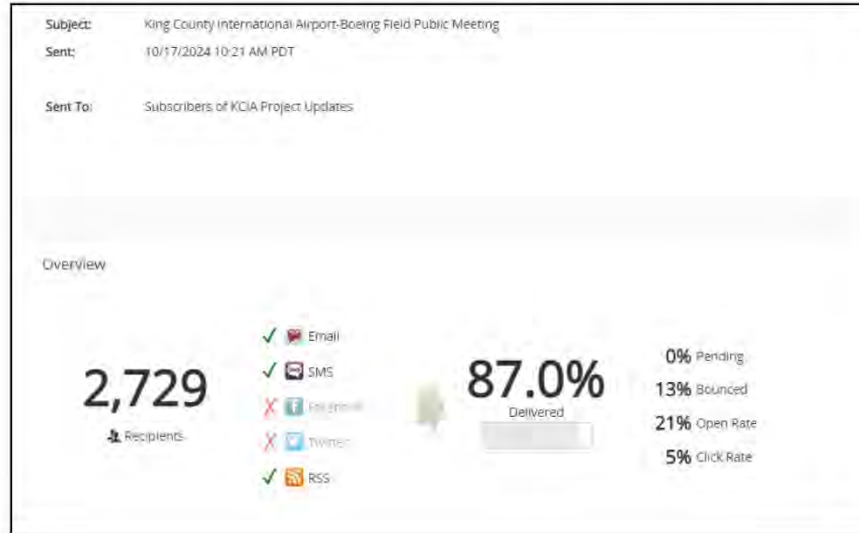 Subject: King County International Airport-Boeing Field Public Meeting
Sent: 10/17/2024 10:21 AM PDT
Sent To: Subscribers of KCIA Project Updates
Overview
2,729
Recipients
Email
SMS
Facebook
Twitter
RSS
87.0%
Delivered
0% Pending
13% Bounced
21% Open Rate
5% Click Rate